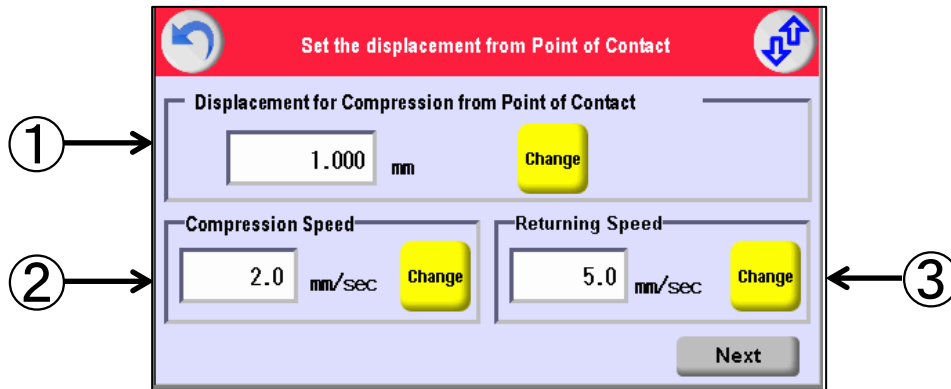 Set the displacement from Point of Contact
Displacement for Compression from Point of Contact
①
1.000 mm Change
Compression Speed Returning Speed
②
2.0 mm/sec Change 5.0 mm/sec Change
③
Next